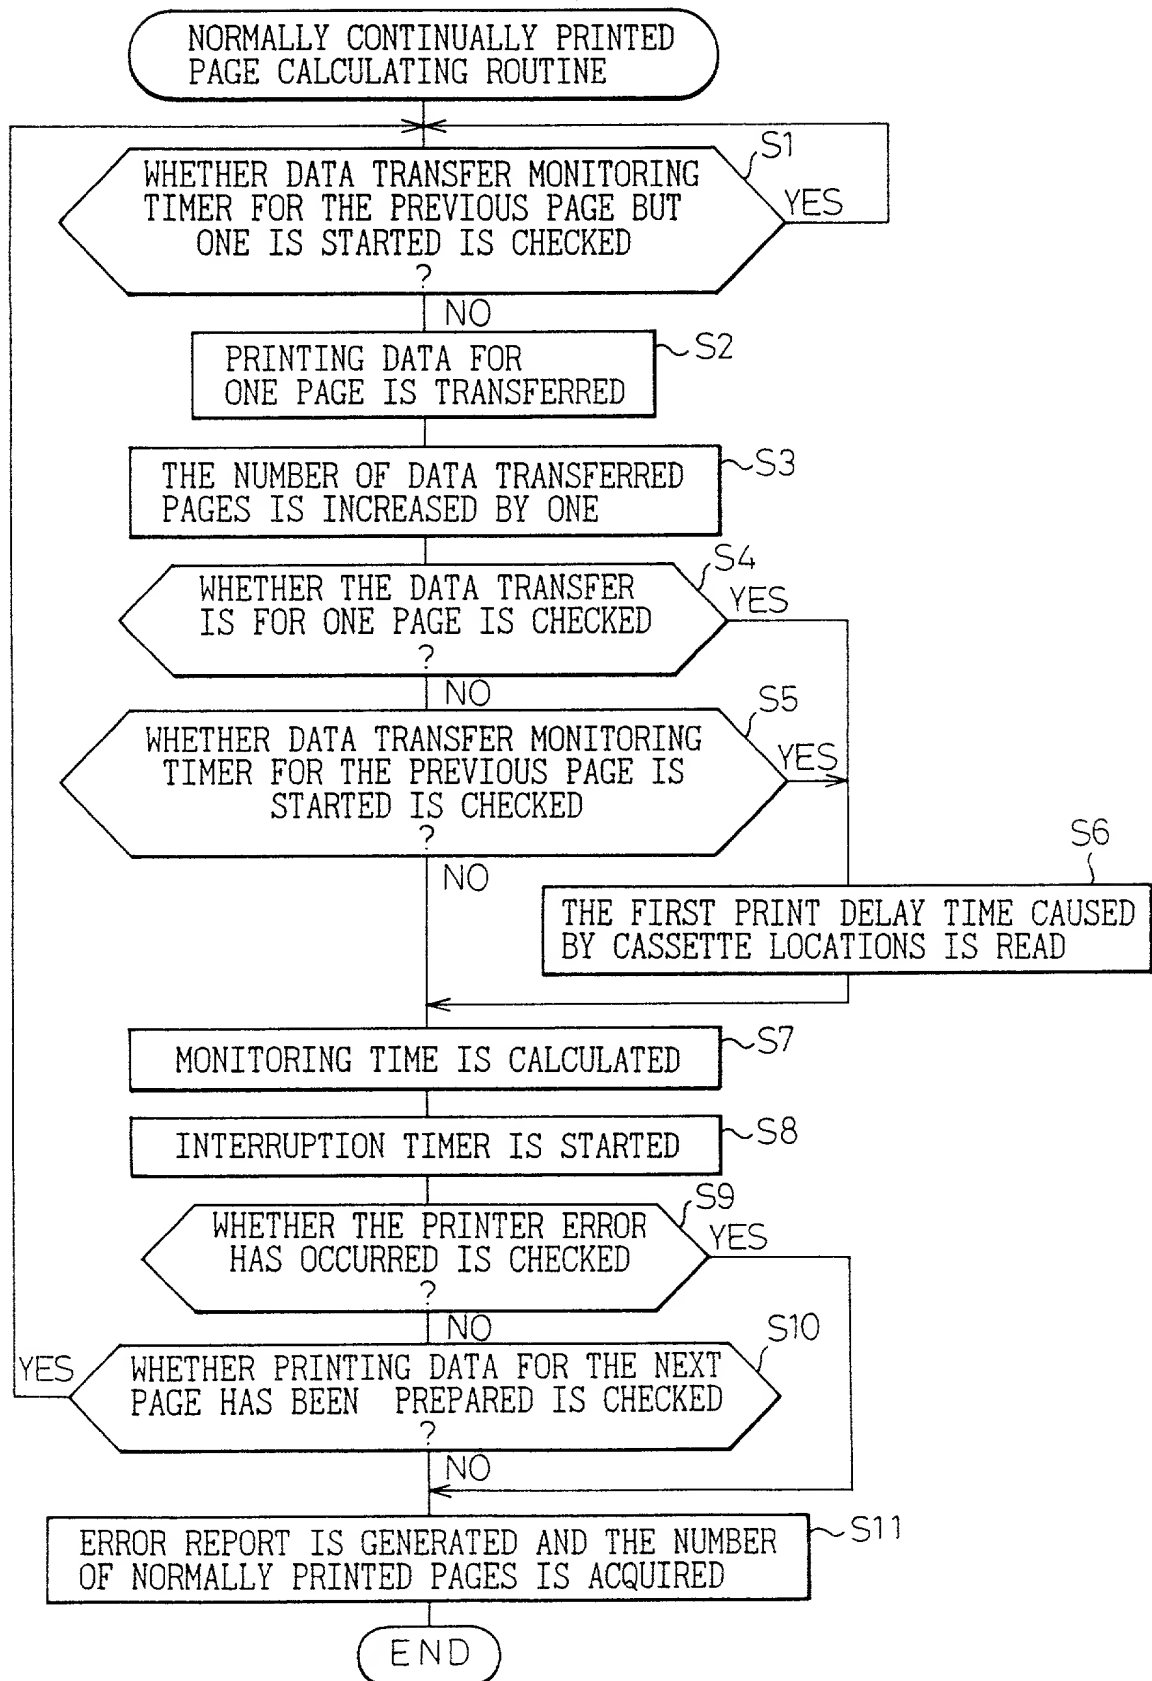 NORMALLY CONTINUALLY PRINTED
PAGE CALCULATING ROUTINE
S1
WHETHER DATA TRANSFER MONITORING
TIMER FOR THE PREVIOUS PAGE BUT
ONE IS STARTED IS CHECKED
?
YES
NO
S2
PRINTING DATA FOR
ONE PAGE IS TRANSFERRED
S3
THE NUMBER OF DATA TRANSFERRED
PAGES IS INCREASED BY ONE
S4
WHETHER THE DATA TRANSFER
IS FOR ONE PAGE IS CHECKED
?
YES
NO
S5
WHETHER DATA TRANSFER MONITORING
TIMER FOR THE PREVIOUS PAGE IS
STARTED IS CHECKED
?
YES
NO
S6
THE FIRST PRINT DELAY TIME CAUSED
BY CASSETTE LOCATIONS IS READ
S7
MONITORING TIME IS CALCULATED
S8
INTERRUPTION TIMER IS STARTED
S9
WHETHER THE PRINTER ERROR
HAS OCCURRED IS CHECKED
?
YES
NO
S10
WHETHER PRINTING DATA FOR THE NEXT
PAGE HAS BEEN PREPARED IS CHECKED
?
YES
NO
S11
ERROR REPORT IS GENERATED AND THE NUMBER
OF NORMALLY PRINTED PAGES IS ACQUIRED
END